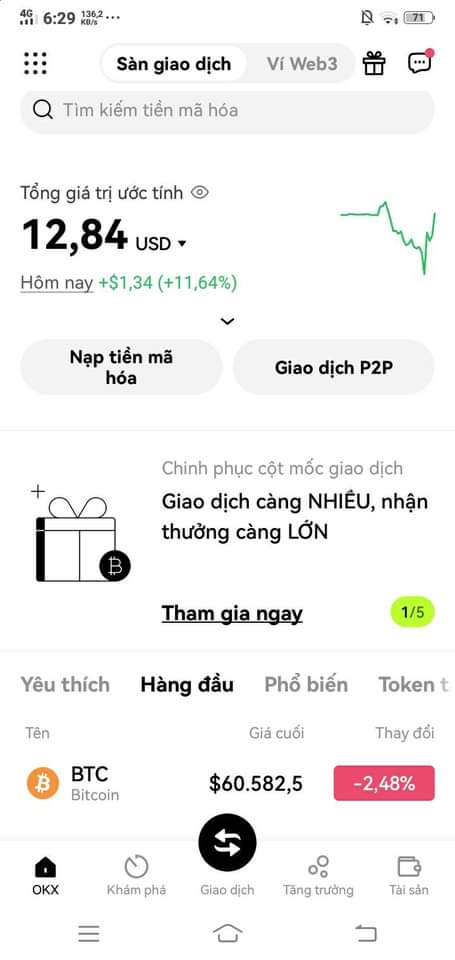 4G 6:29 136,2 KB/s ... 71
Sàn giao dịch Ví Web3
Tìm kiếm tiền mã hóa
Tổng giá trị ước tính
12,84 USD
Hôm nay +$1,34 (+11,64%)
Nạp tiền mã
hóa
Giao dịch P2P
Chinh phục cột mốc giao dịch
Giao dịch càng NHIỀU, nhận
thưởng càng LỚN
Tham gia ngay 1/5
Yêu thích Hàng đầu Phổ biến Token t
Tên Giá cuối Thay đổi
BTC $60.582,5 -2,48%
Bitcoin
OKX Khám phá Giao dịch Tăng trưởng Tài sản